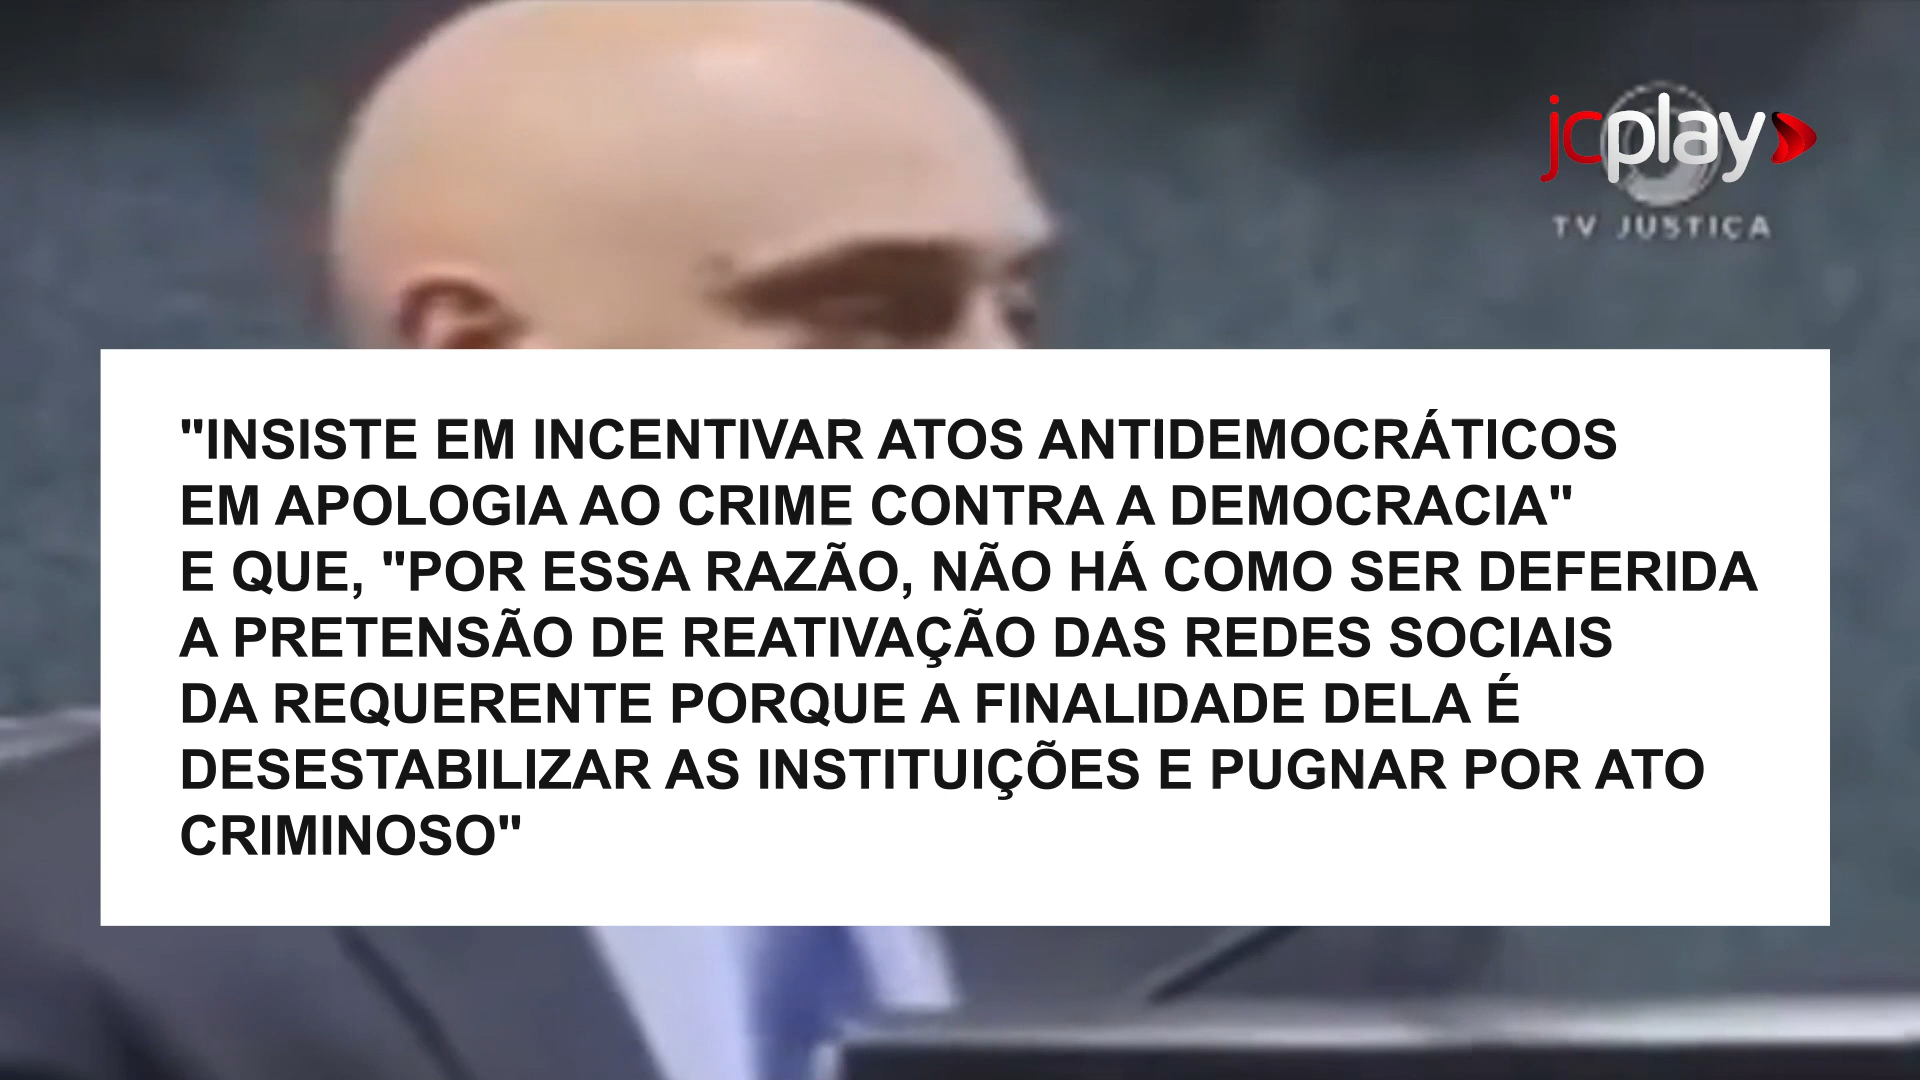 jcplay
TV JUSTIÇA
"INSISTE EM INCENTIVAR ATOS ANTIDEMOCRÁTICOS
EM APOLOGIA AO CRIME CONTRA A DEMOCRACIA"
E QUE, "POR ESSA RAZÃO, NÃO HÁ COMO SER DEFERIDA
A PRETENSÃO DE REATIVAÇÃO DAS REDES SOCIAIS
DA REQUERENTE PORQUE A FINALIDADE DELA É
DESESTABILIZAR AS INSTITUIÇÕES E PUGNAR POR ATO
CRIMINOSO"